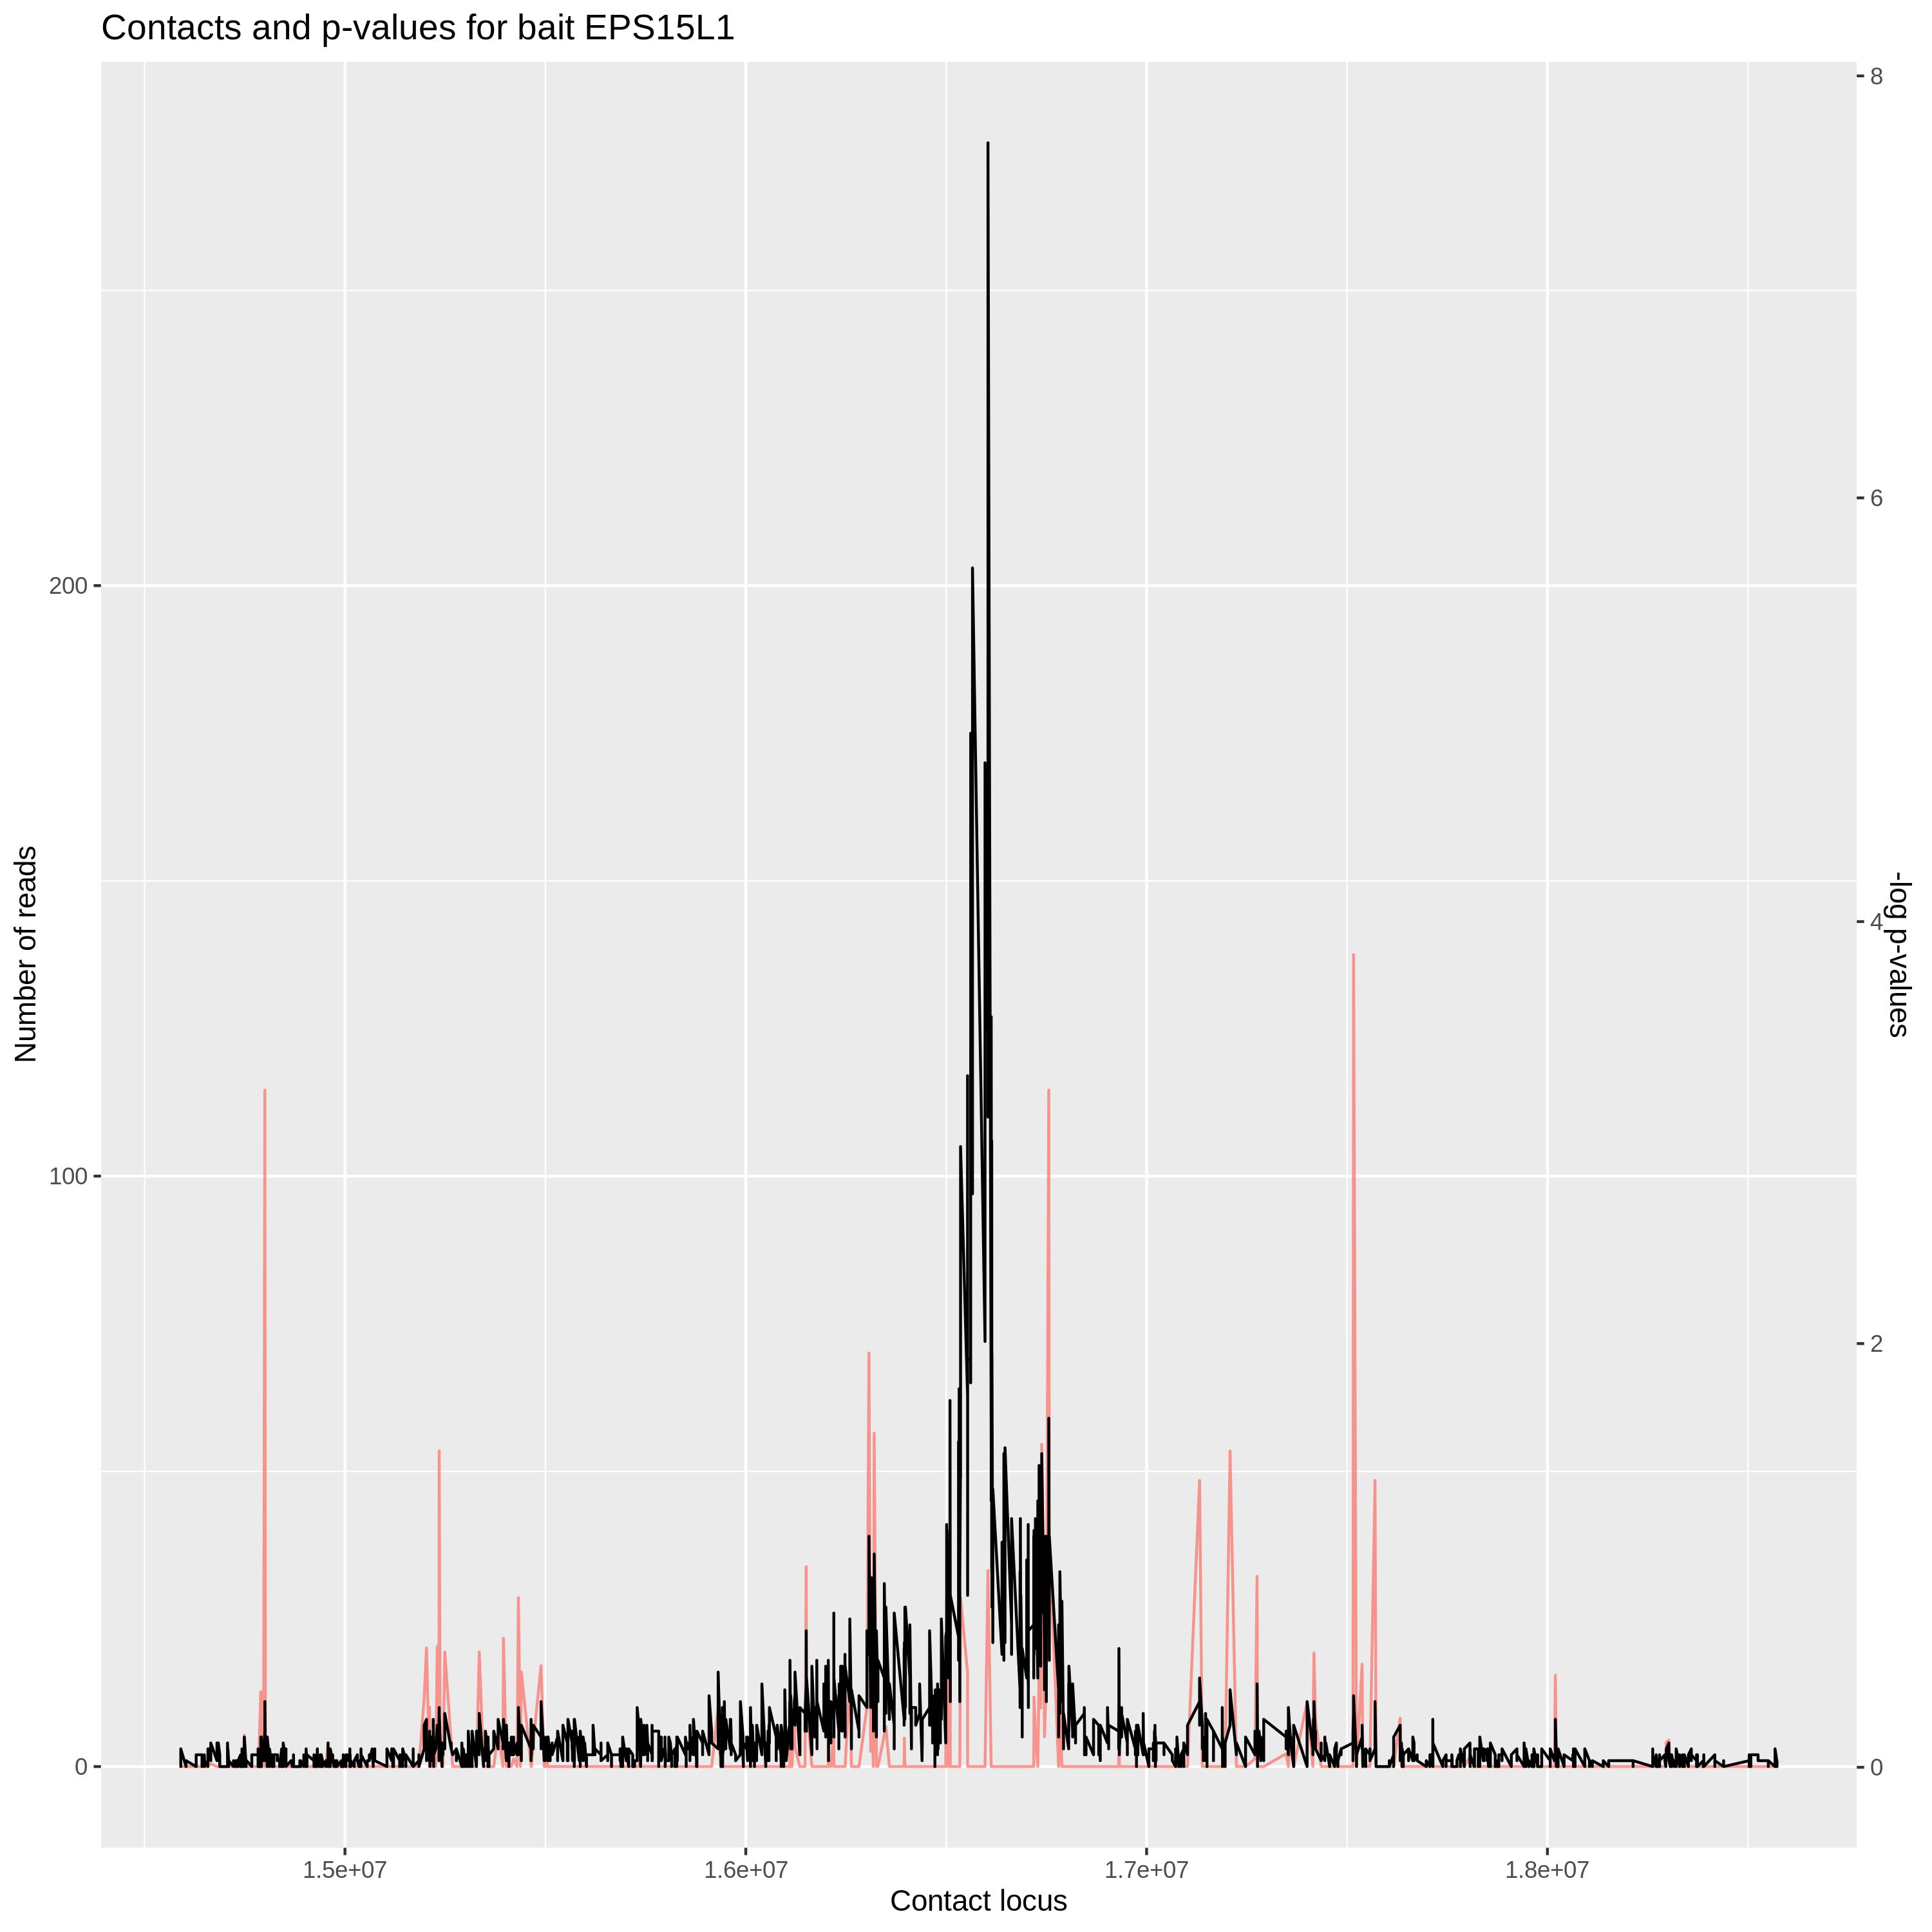 Contacts and p-values for bait EPS15L1
8
6
200
Number of reads
4
-log p-values
100
2
0
0
1.5e+07
1.6e+07
1.7e+07
1.8e+07
Contact locus